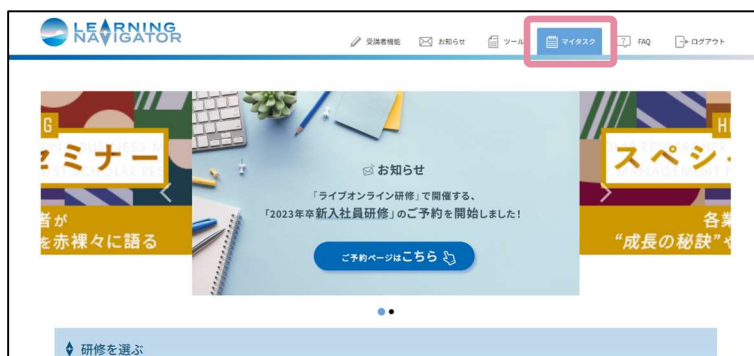 LEARNING
NAVIGATOR
受講者機能 お知らせ ツール マイタスク FAQ ログアウト
G
セミナー
者が
を赤裸々に語る
お知らせ
「ライブオンライン研修」で開催する、
「2023年卒新入社員研修」のご予約を開始しました!
ご予約ページはこちら
H
スペシ
各業
“成長の秘訣”や
研修を選ぶ